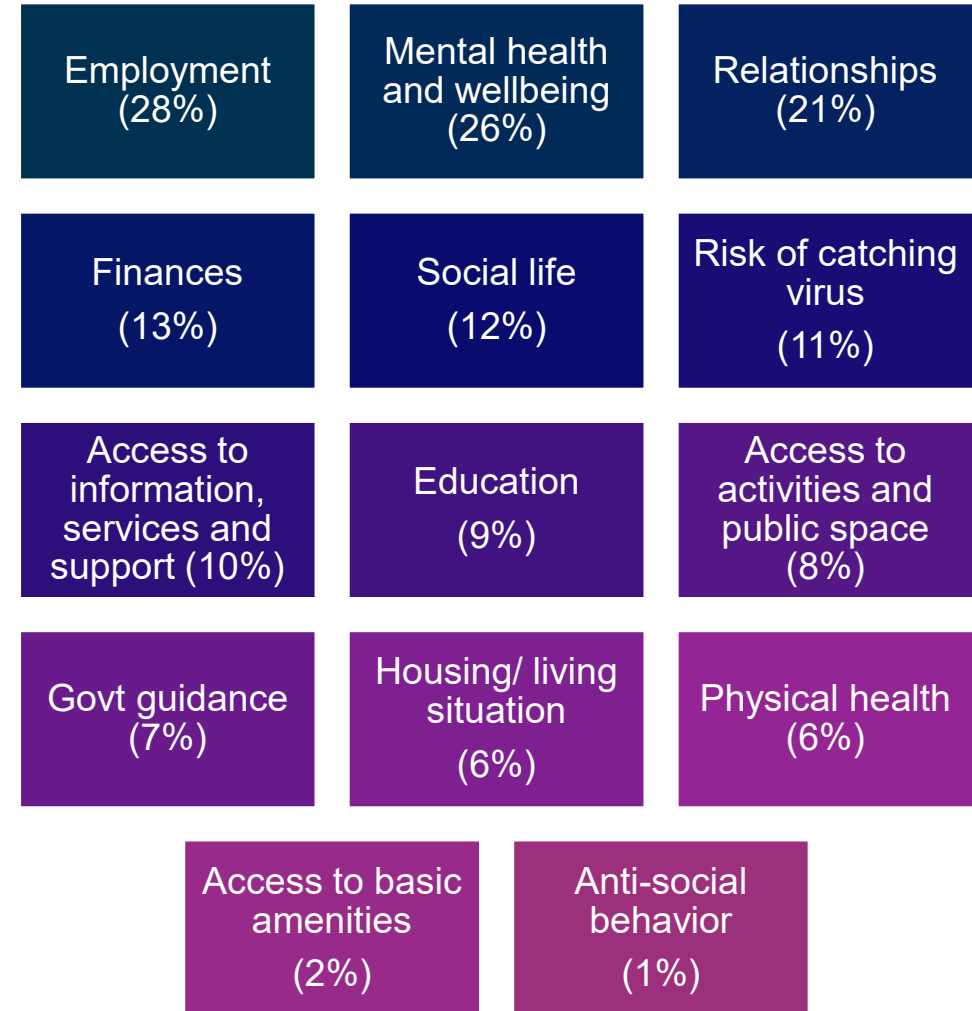 Employment
(28%)
Mental health
and wellbeing
(26%)
Relationships
(21%)
Finances
(13%)
Social life
(12%)
Risk of catching
virus
(11%)
Access to
information,
services and
support (10%)
Education
(9%)
Access to
activities and
public space
(8%)
Govt guidance
(7%)
Housing/ living
situation
(6%)
Physical health
(6%)
Access to basic
amenities
(2%)
Anti-social
behavior
(1%)